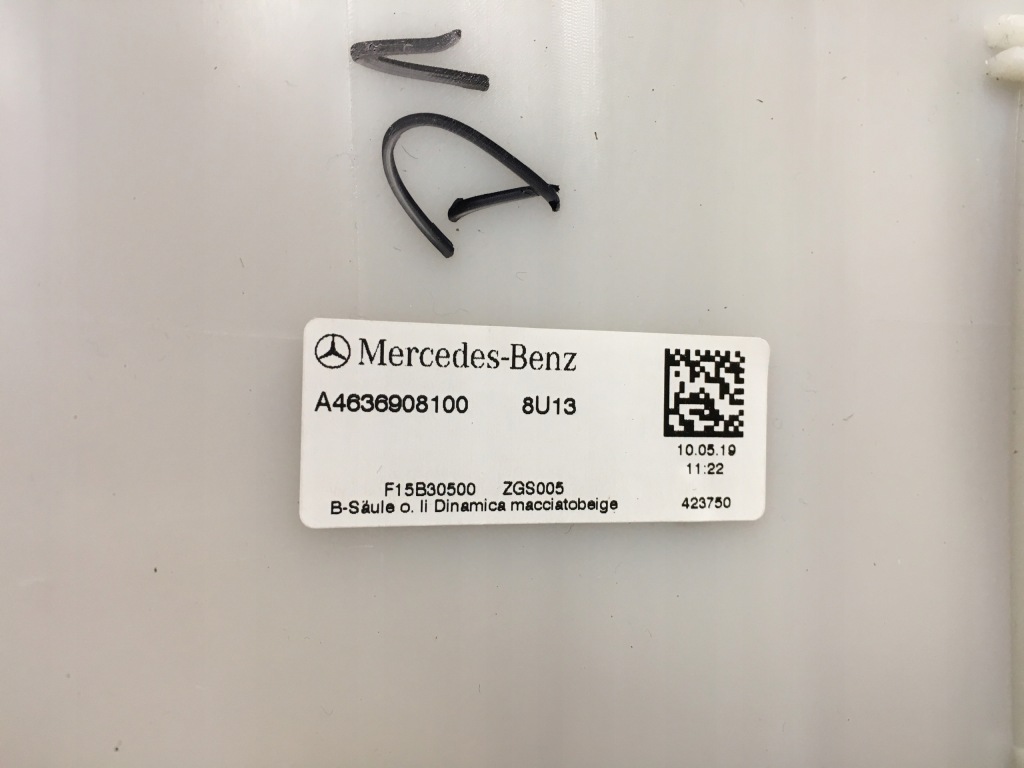 Mercedes-Benz
A4636908100 8U13
10.05.19
11:22
F15B30500 ZGS005
B-Säule o. li Dinamica macciatobeige 423750